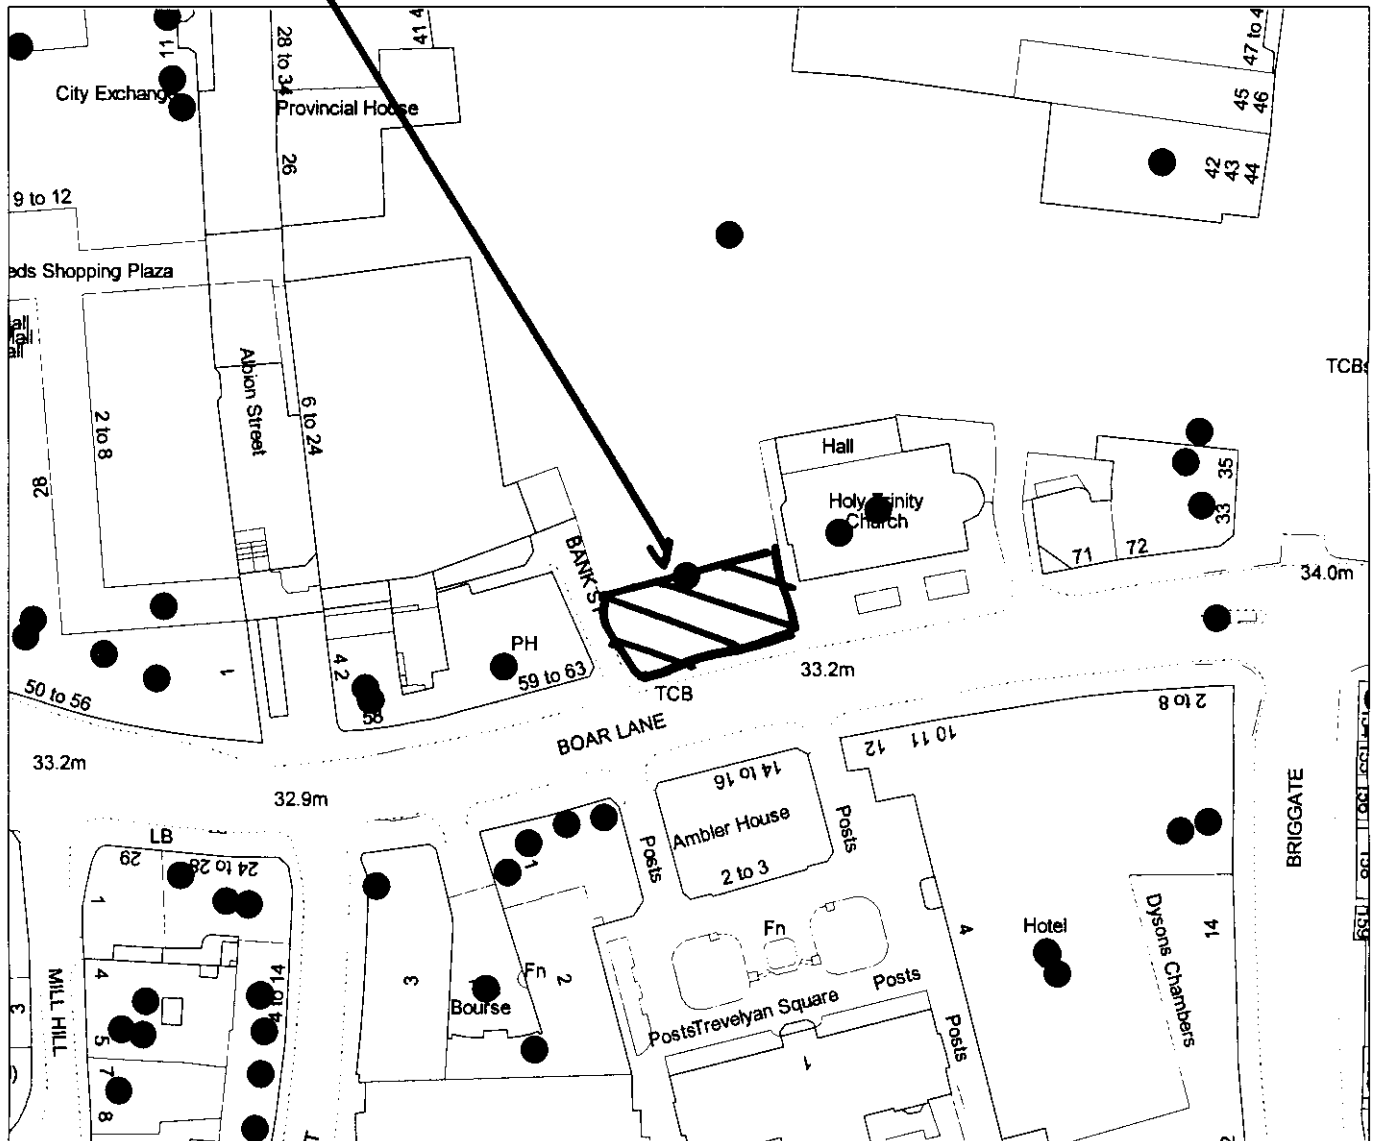 11
28 to 34
41 4
47 to 4
City Exchang
Provincial House
45
46
26
42
43
44
9 to 12
eds Shopping Plaza
TCBs
Albion Street
6 to 24
2 to 8
28
Hall
35
33
Holy Trinity
Church
71
72
34.0m
BANK ST
PH
59 to 63
4 2
58
1
50 to 56
TCB
33.2m
BOAR LANE
2 to 8
10 11
12
33.2m
32.9m
14 to 16
Ambler House
2 to 3
Posts
Posts
BRIGGATE
LB
29
24 to 28
1
1
Fn
4
Hotel
14
Dysons Chambers
Fn
2
3
Bourse
4
5
7
8
4 to 14
MILL HILL
3
Posts
Trevelyan Square
Posts
Posts
1
159